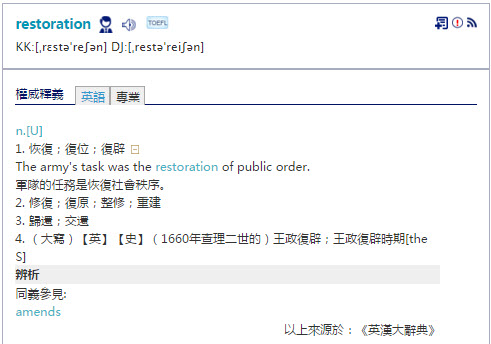 restoration TOEFL
KK:[ˌrɛstəˈreʃən] DJ:[ˌrestəˈreiʃən]
權威釋義 英語 專業
n.[U]
1. 恢復；復位；復辟
The army's task was the restoration of public order.
軍隊的任務是恢復社會秩序。
2. 修復；復原；整修；重建
3. 歸還；交還
4. （大寫）【英】【史】（1660年查理二世的）王政復辟；王政復辟時期[the
S]
辨析
同義參見:
amends
以上來源於：《英漢大辭典》